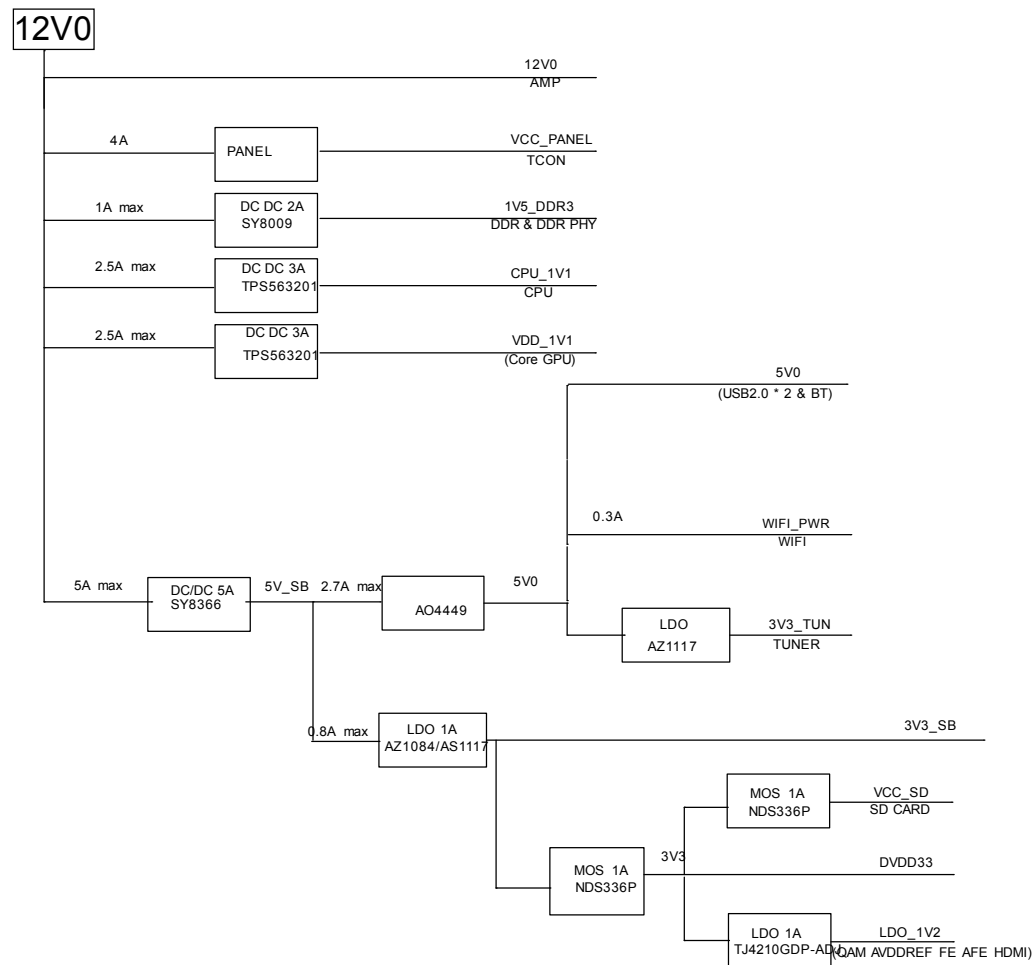 12V0
12V0
AMP
4A
PANEL
VCC_PANEL
TCON
1A max
DC DC 2A
SY8009
1V5_DDR3
DDR & DDR PHY
2.5A max
DC DC 3A
TPS563201
CPU_1V1
CPU
2.5A max
DC DC 3A
TPS563201
VDD_1V1
(Core GPU)
5V0
(USB2.0 * 2 & BT)
0.3A
WIFI_PWR
WIFI
5A max
DC/DC 5A
SY8366
5V_SB
2.7A max
AO4449
5V0
LDO
AZ1117
3V3_TUN
TUNER
0.8A max
LDO 1A
AZ1084/AS1117
3V3_SB
MOS 1A
NDS336P
VCC_SD
SD CARD
MOS 1A
NDS336P
3V3
DVDD33
LDO 1A
TJ4210GDP-ADJ
LDO_1V2
(QAM AVDDREF FE AFE HDMI)